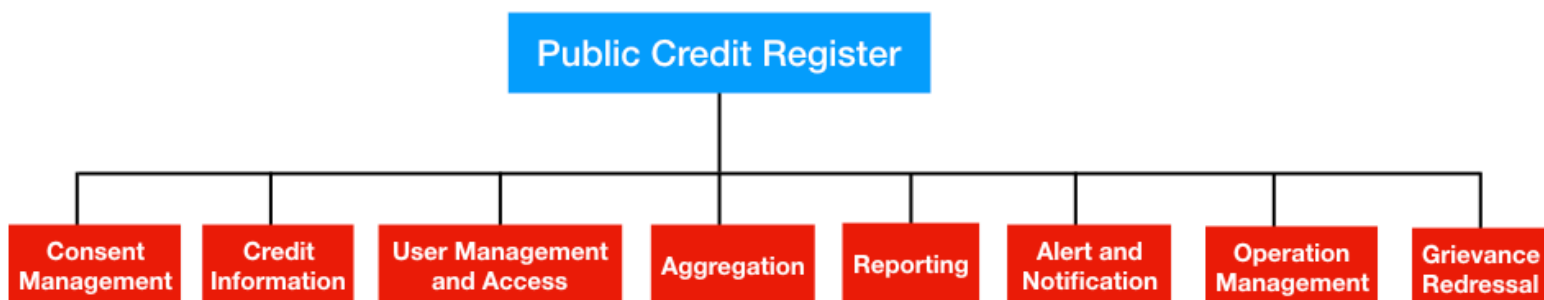 Public Credit Register
Consent
Management
Credit
Information
User Management
and Access
Aggregation
Reporting
Alert and
Notification
Operation
Management
Grievance
Redressal